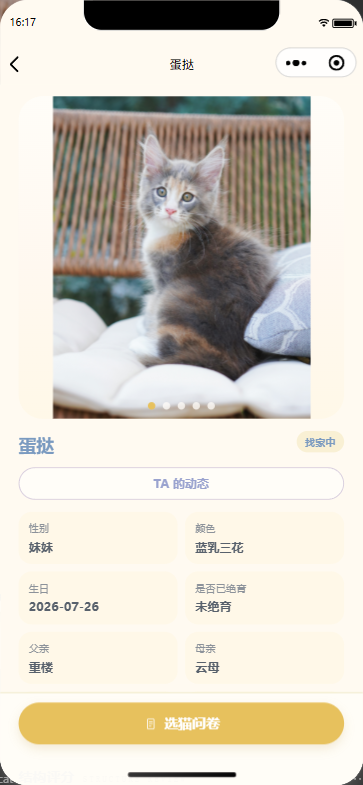 16:17
蛋挞
蛋挞
找家中
TA 的动态
性别
妹妹
颜色
蓝乳三花
生日
2026-07-26
是否已绝育
未绝育
父亲
重楼
母亲
云母
选猫问卷